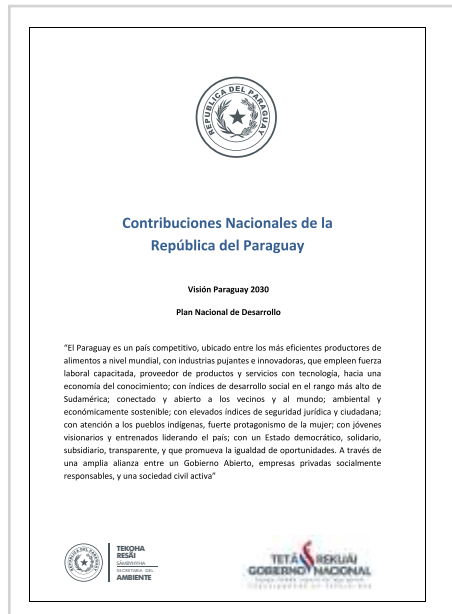 REPUBLICA DEL PARAGUAY
Contribuciones Nacionales de la
República del Paraguay
Visión Paraguay 2030
Plan Nacional de Desarrollo
“El Paraguay es un país competitivo, ubicado entre los más eficientes productores de
alimentos a nivel mundial, con industrias pujantes e innovadoras, que empleen fuerza
laboral capacitada, proveedor de productos y servicios con tecnología, hacia una
economía del conocimiento; con índices de desarrollo social en el rango más alto de
Sudamérica; conectado y abierto a los vecinos y al mundo; ambiental y
económicamente sostenible; con elevados índices de seguridad jurídica y ciudadana;
con atención a los pueblos indígenas, fuerte protagonismo de la mujer; con jóvenes
visionarios y entrenados liderando el país; con un Estado democrático, solidario,
subsidiario, transparente, y que promueva la igualdad de oportunidades. A través de
una amplia alianza entre un Gobierno Abierto, empresas privadas socialmente
responsables, y una sociedad civil activa”
TEKOHA
RESÃI
SÃMBYHYHA
SECRETARIA DEL
AMBIENTE
TETÃ REKUÁI
GOBIERNO NACIONAL